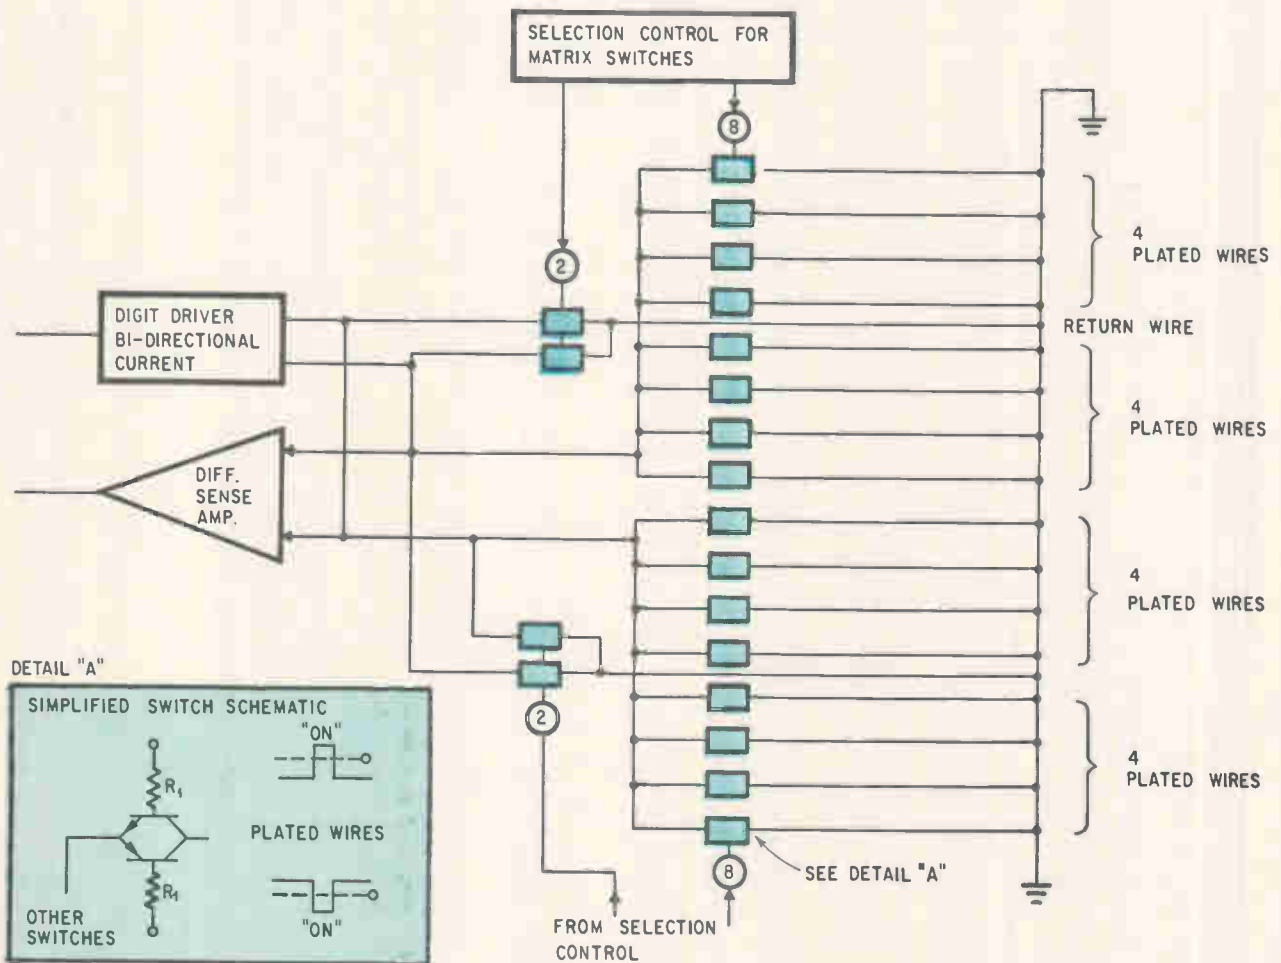 SELECTION CONTROL FOR
MATRIX SWITCHES
8
2
4
PLATED WIRES
RETURN WIRE
DIGIT DRIVER
BI-DIRECTIONAL
CURRENT
4
PLATED WIRES
DIFF.
SENSE
AMP.
4
PLATED WIRES
4
PLATED WIRES
2
8
SEE DETAIL "A"
FROM SELECTION
CONTROL
DETAIL "A"
SIMPLIFIED SWITCH SCHEMATIC
"ON"
R1
PLATED WIRES
R1
OTHER
SWITCHES
"ON"